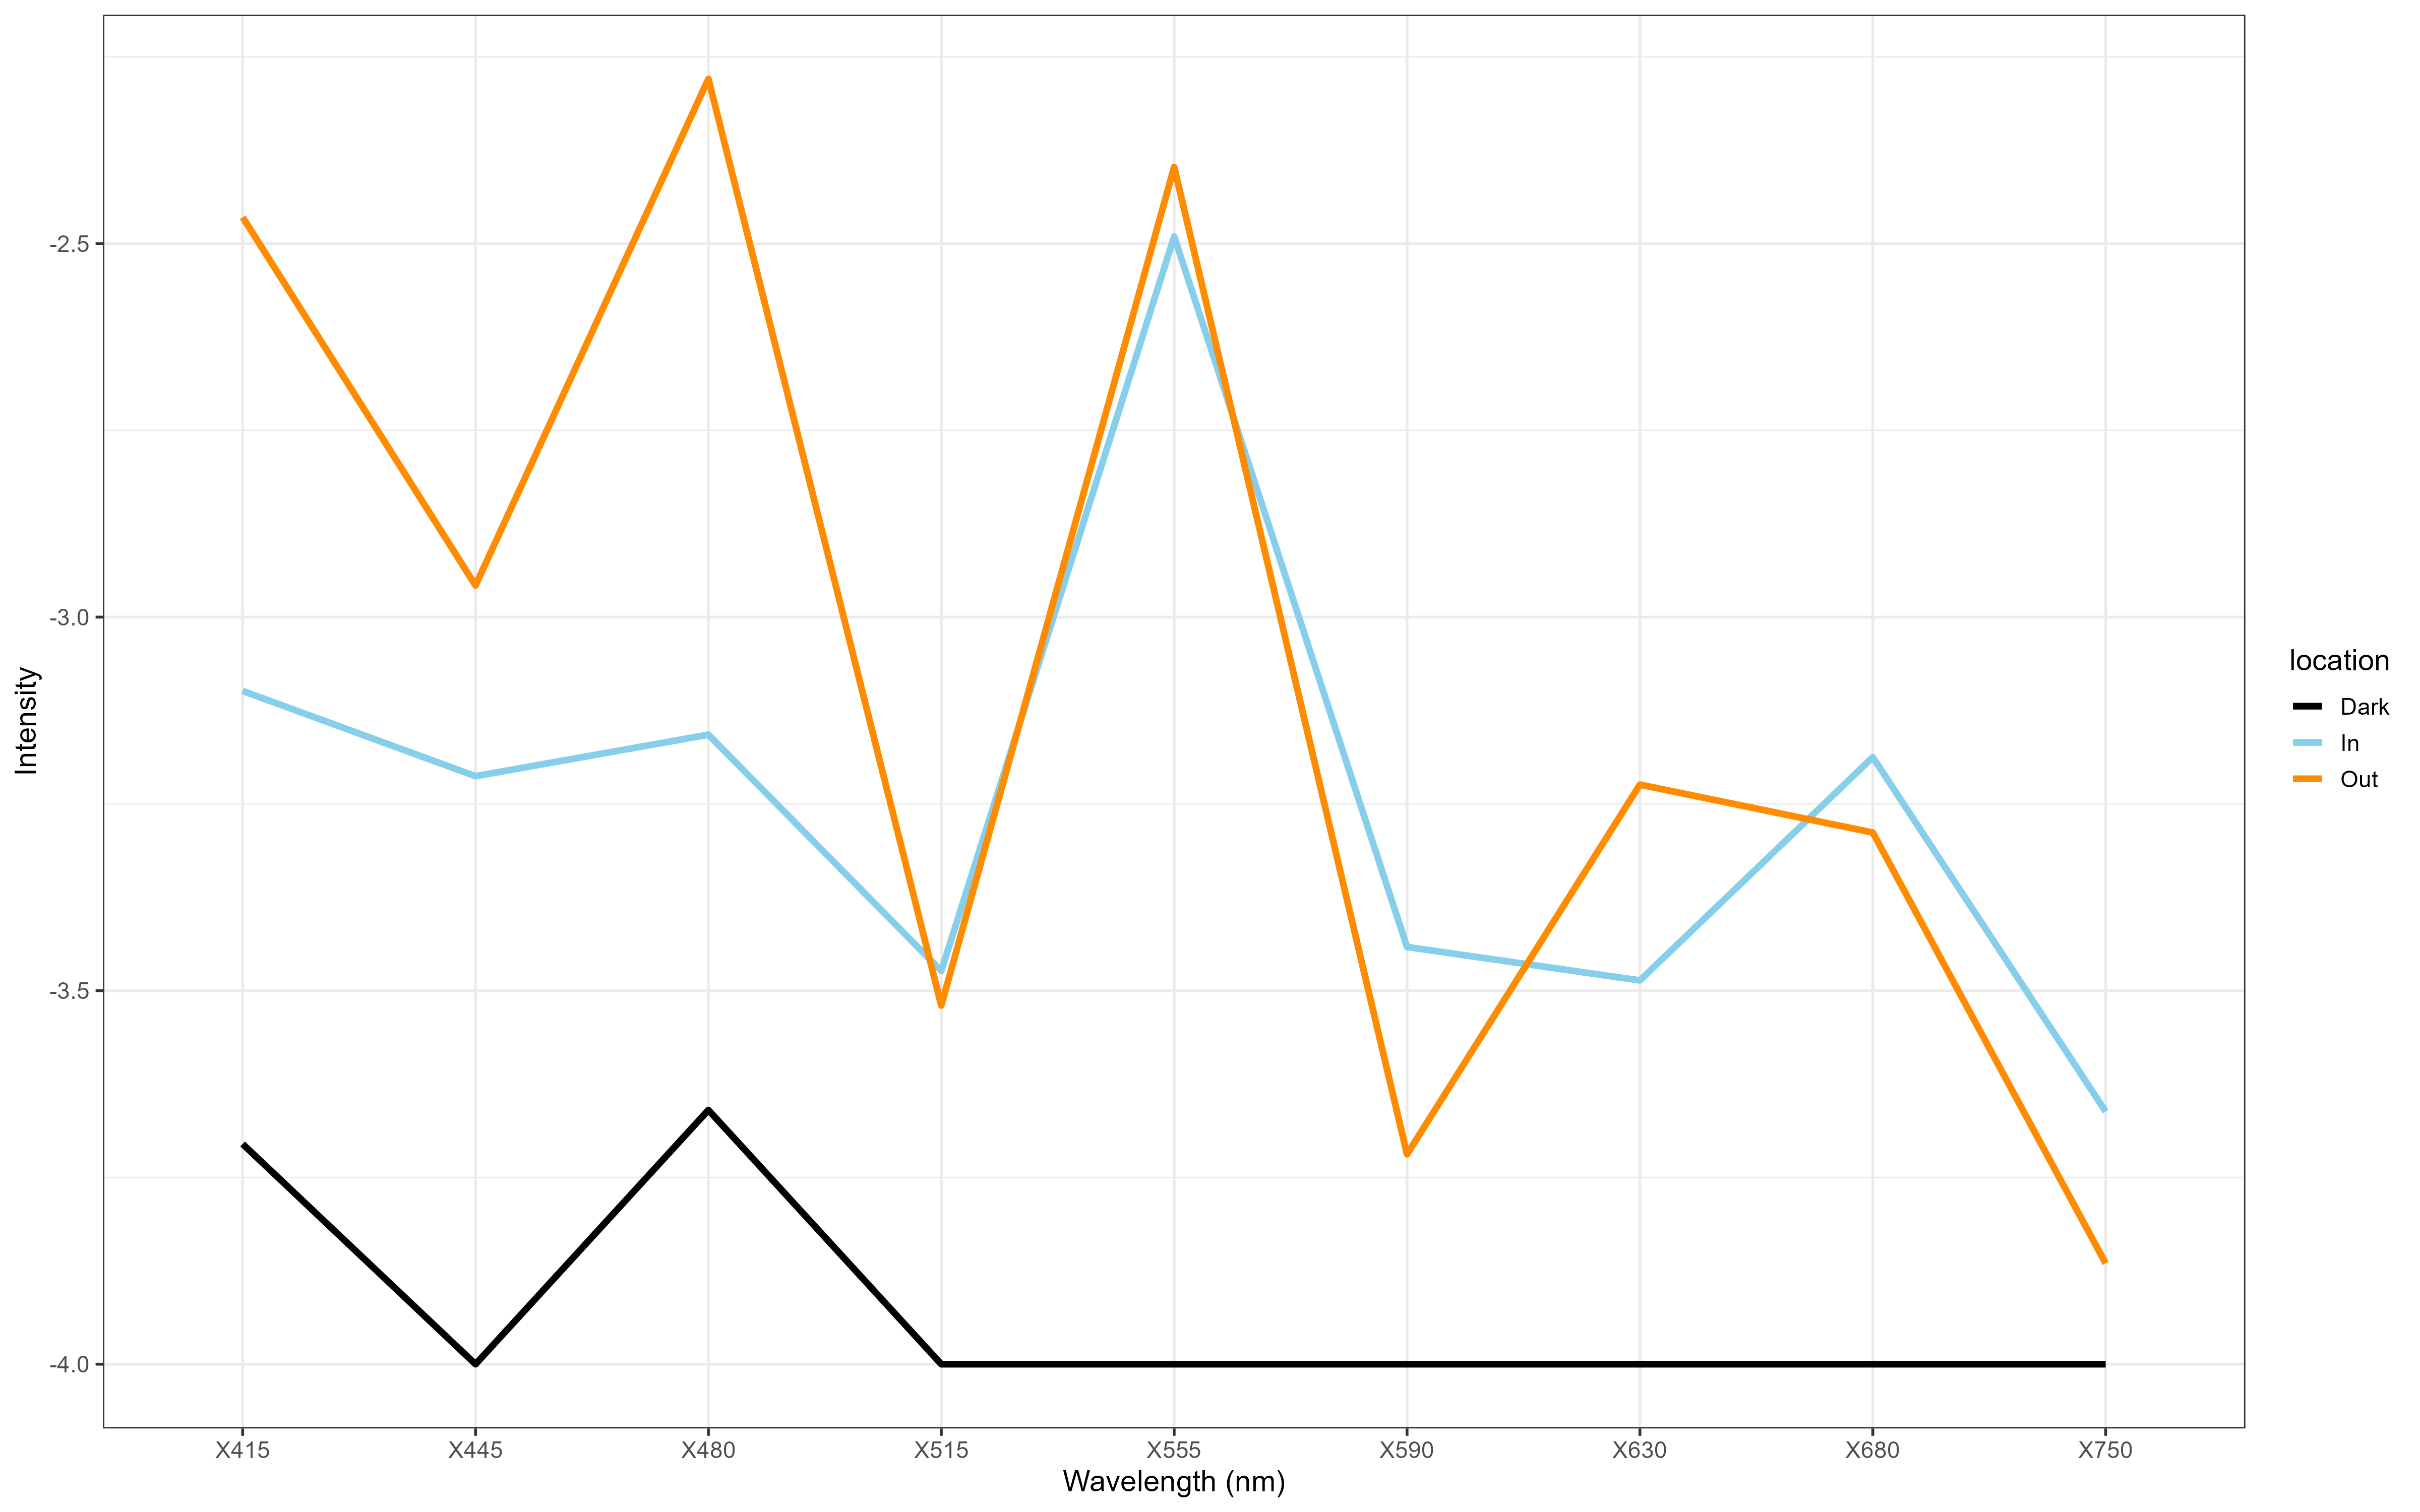 -2.5
-3.0
-3.5
-4.0
Intensity
X415 X445 X480 X515 X555 X590 X630 X680 X750
Wavelength (nm)
location
Dark
In
Out